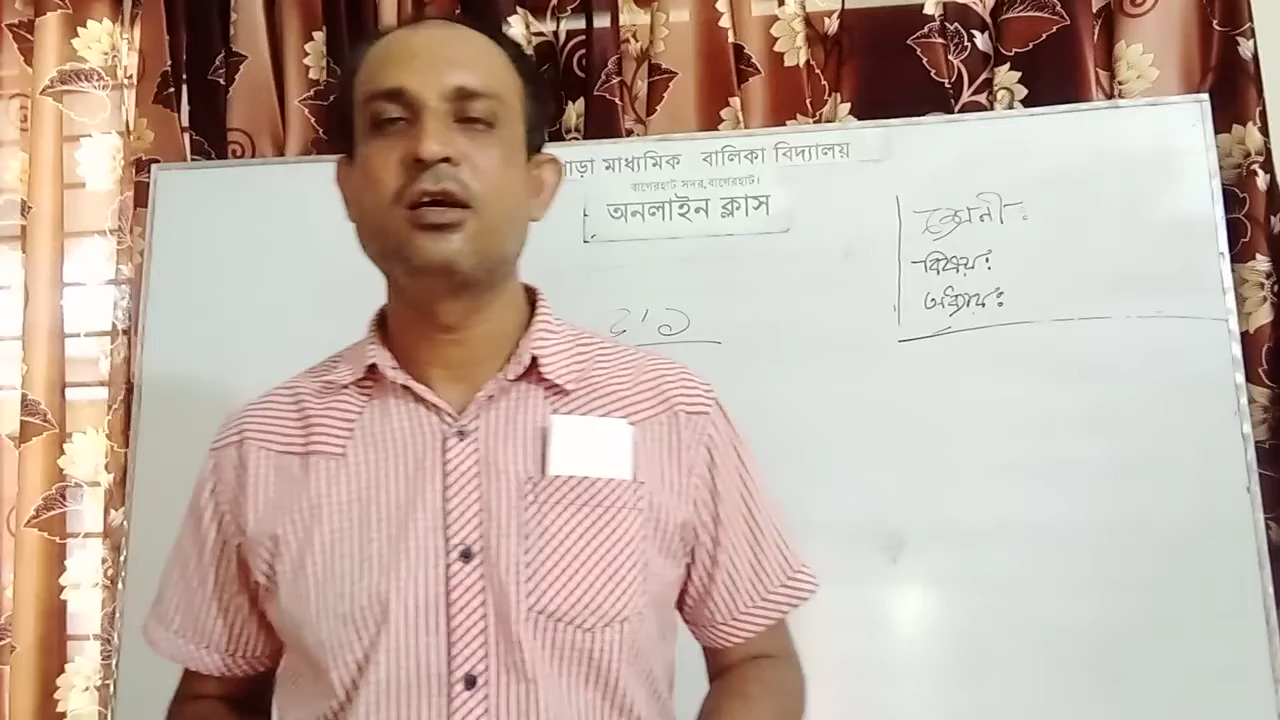 মাধ্যমিক বালিকা বিদ্যালয়
বাগেরহাট সদর, বাগেরহাট।
অনলাইন ক্লাস
শ্রেনী :
বিষয় :
অধ্যায় :